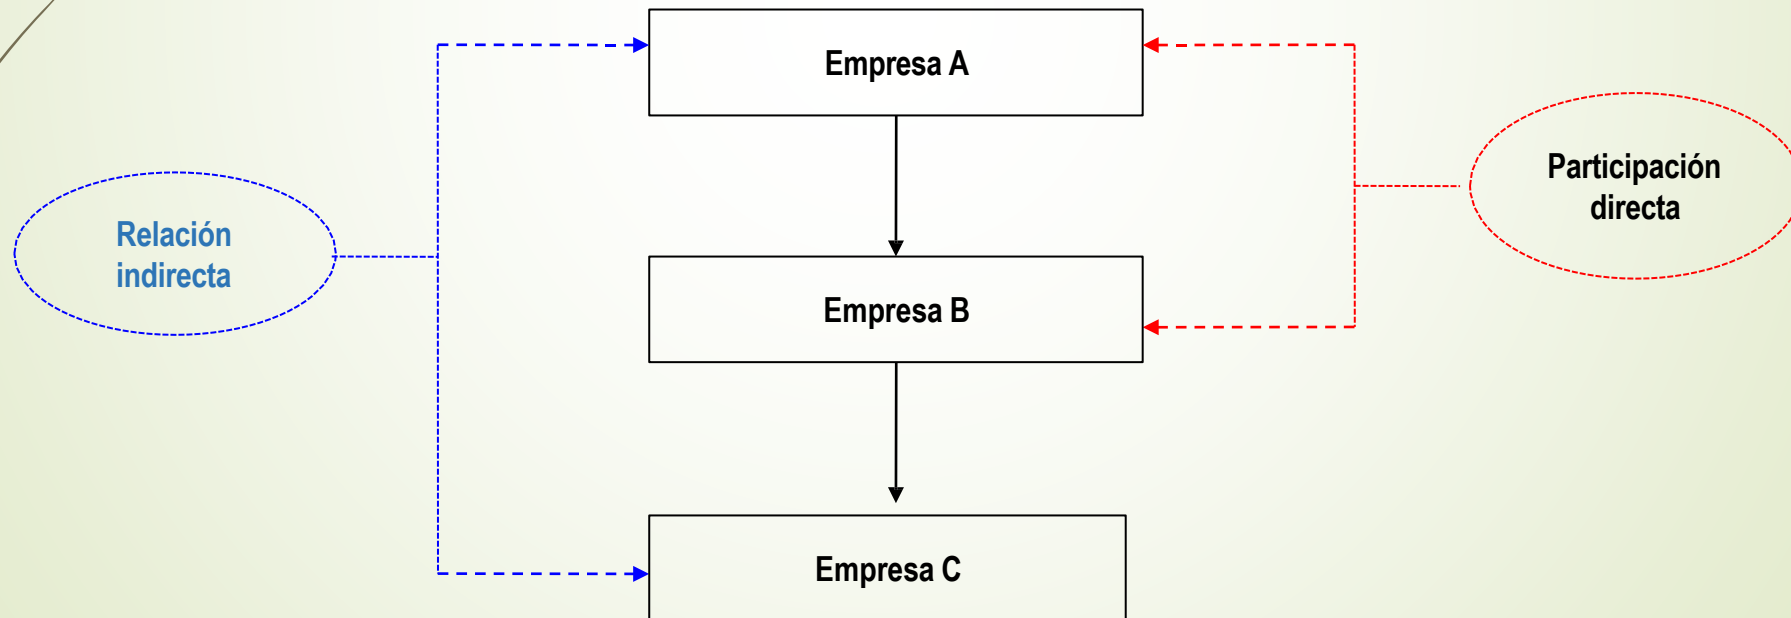 Empresa A
Participación
directa
Relación
indirecta
Empresa B
Empresa C